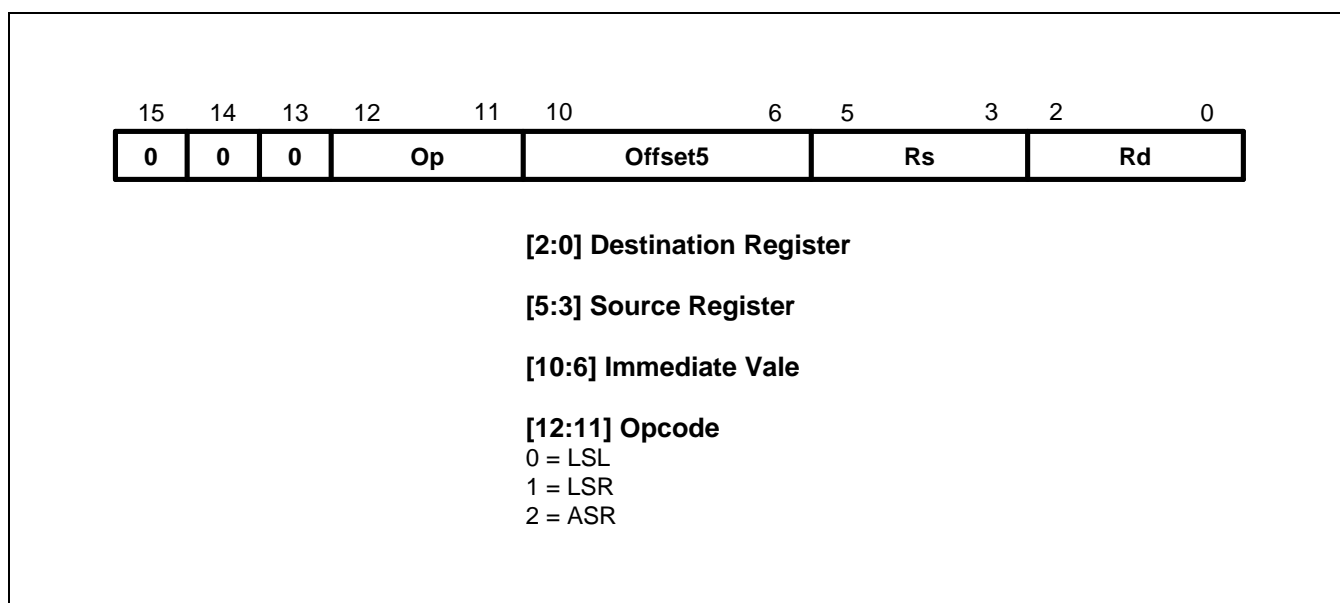 15 14 13 12 11 10 6 5 3 2 0
0 0 0 Op Offset5 Rs Rd
[2:0] Destination Register
[5:3] Source Register
[10:6] Immediate Vale
[12:11] Opcode
0 = LSL
1 = LSR
2 = ASR